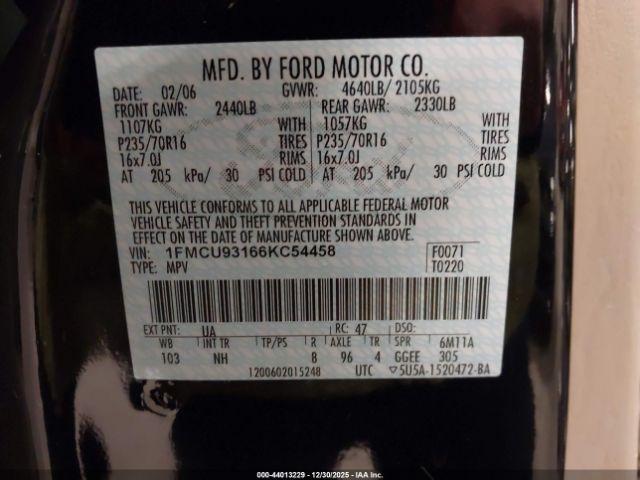 MFD. BY FORD MOTOR CO.
DATE: 02/06 GVWR: 4640LB/ 2105KG
FRONT GAWR: 2440LB REAR GAWR: 2330LB
1107KG WITH 1057KG WITH
P235/70R16 TIRES P235/70R16 TIRES
16x7.0J RIMS 16x7.0J RIMS
AT 205 kPa/ 30 PSI COLD AT 205 kPa/ 30 PSI COLD
THIS VEHICLE CONFORMS TO ALL APPLICABLE FEDERAL MOTOR
VEHICLE SAFETY AND THEFT PREVENTION STANDARDS IN
EFFECT ON THE DATE OF MANUFACTURE SHOWN ABOVE.
VIN: 1FMCU93166KC54458 F0071
TYPE: MPV T0220
EXT PNT: UA RC: 47 DSO:
WB INT TR TP/PS R AXLE TR SPR 6M11A
103 NH 8 96 4 GGEE 305
1200602015248 UTC ▽5U5A-1520472-BA
000-44013229 - 12/30/2025 - IAAI.com